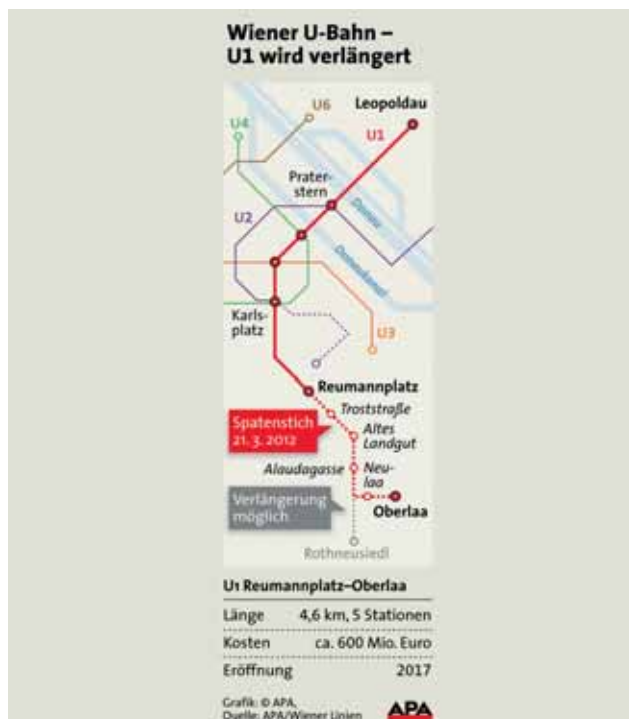 Wiener U-Bahn –
U1 wird verlängert
Leopoldau
U6
U4
U1
Prater-
stern
U2
Donau
Donaukanal
Karls-
platz
U3
Reumannplatz
Troststraße
Spatenstich
21. 3. 2012
Altes
Landgut
Alaudagasse
Neu-
laa
Verlängerung
möglich
Oberlaa
Rothneusiedl
U1 Reumannplatz–Oberlaa
Länge 4,6 km, 5 Stationen
Kosten ca. 600 Mio. Euro
Eröffnung 2017
Grafik: © APA,
Quelle: APA/Wiener Linien
APA